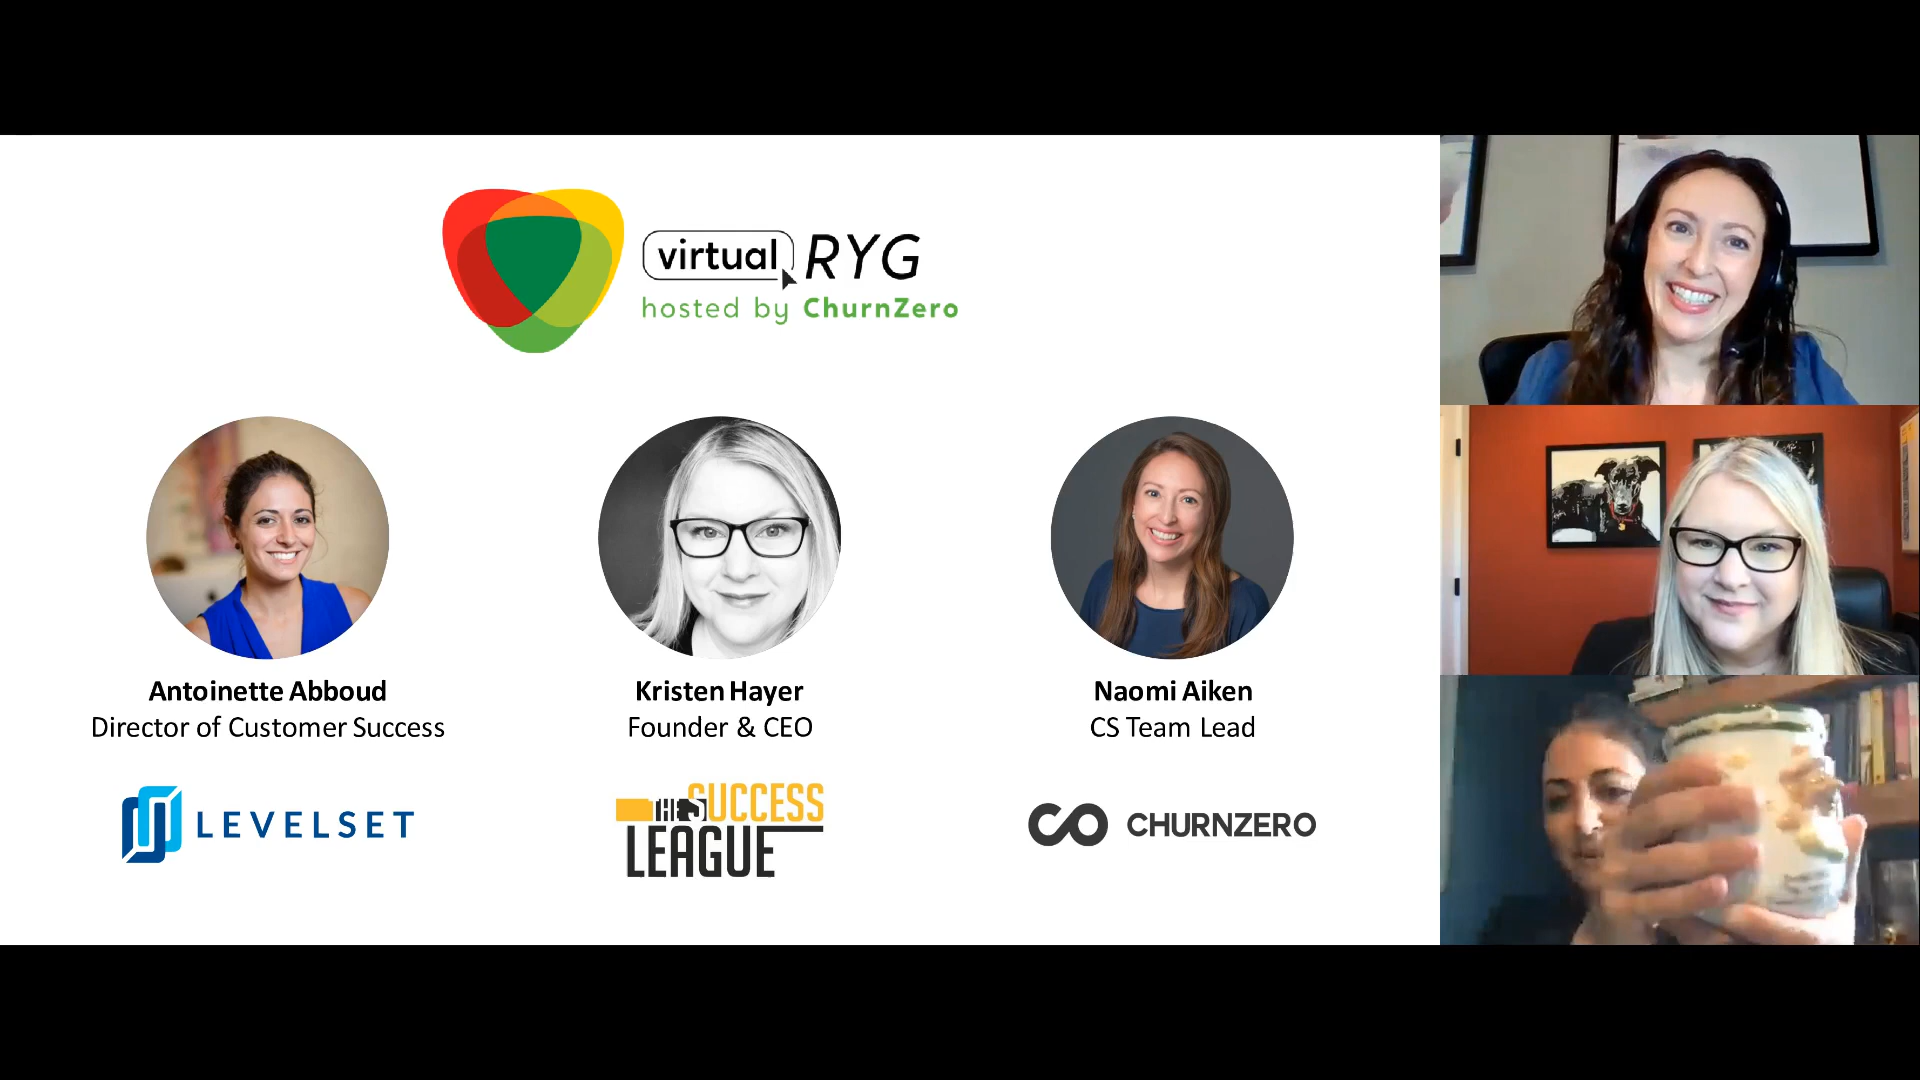 virtual RYG
hosted by ChurnZero
Antoinette Abboud
Director of Customer Success
LEVELSET
Kristen Hayer
Founder & CEO
THE SUCCESS
LEAGUE
Naomi Aiken
CS Team Lead
CHURNZERO